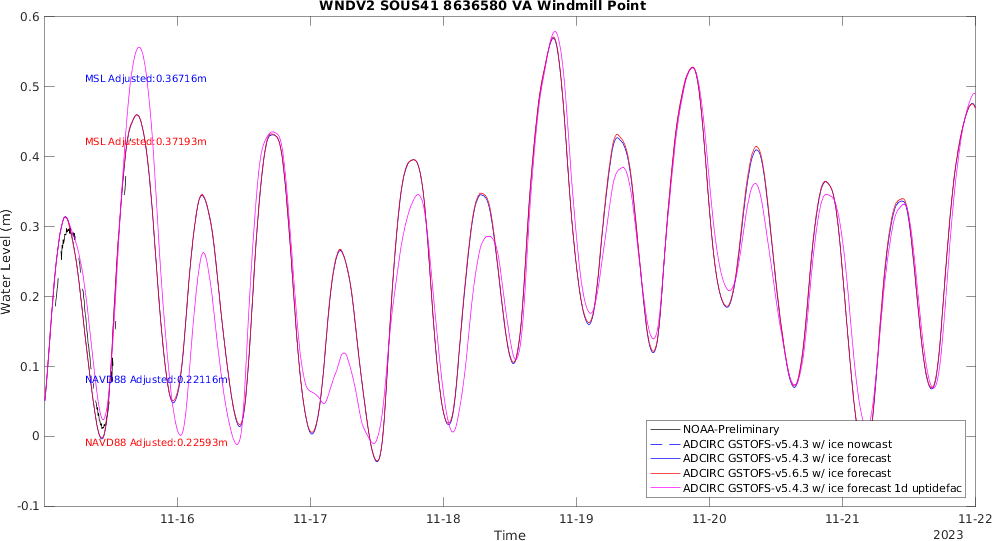 WNDV2 SOUS41 8636580 VA Windmill Point
0.6
0.5
0.4
0.3
0.2
0.1
0
-0.1
Water Level (m)
MSL Adjusted:0.36716m
MSL Adjusted:0.37193m
NAVD88 Adjusted:0.22116m
NAVD88 Adjusted:0.22593m
NOAA-Preliminary
ADCIRC GSTOFS-v5.4.3 w/ ice nowcast
ADCIRC GSTOFS-v5.4.3 w/ ice forecast
ADCIRC GSTOFS-v5.6.5 w/ ice forecast
ADCIRC GSTOFS-v5.4.3 w/ ice forecast 1d uptidefac
11-16
11-17
11-18
11-19
11-20
11-21
11-22
Time
2023